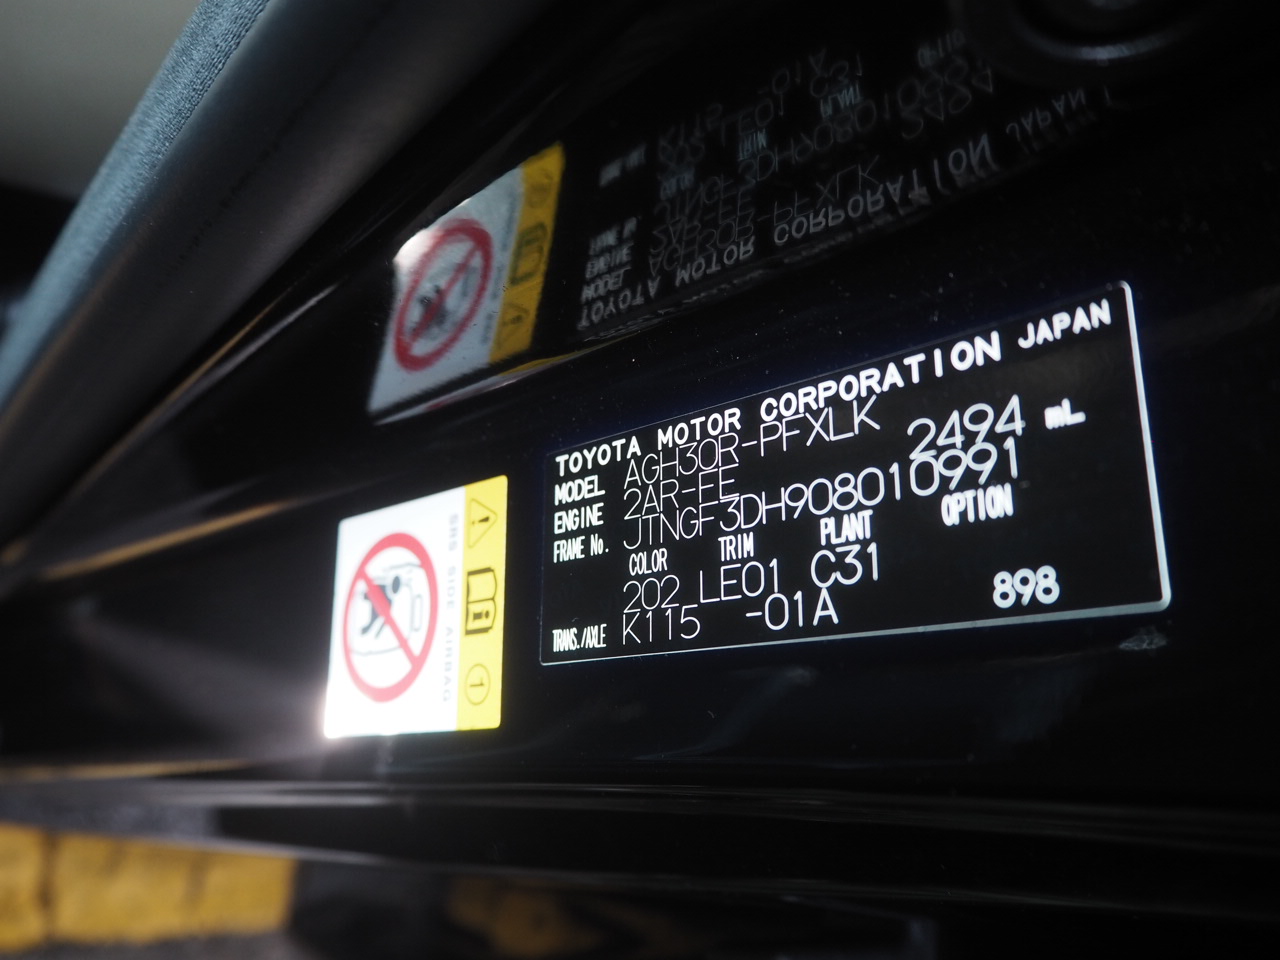 TOYOTA MOTOR CORPORATION JAPAN
MODEL AGH30R-PFXLK
ENGINE 2AR-FE 2494 mL
FRAME No. JTNGF3DH908010991
COLOR TRIM PLANT OPTION
202 LE01 C31
TRANS./AXLE K115 -01A 898
SRS SIDE AIRBAG
1